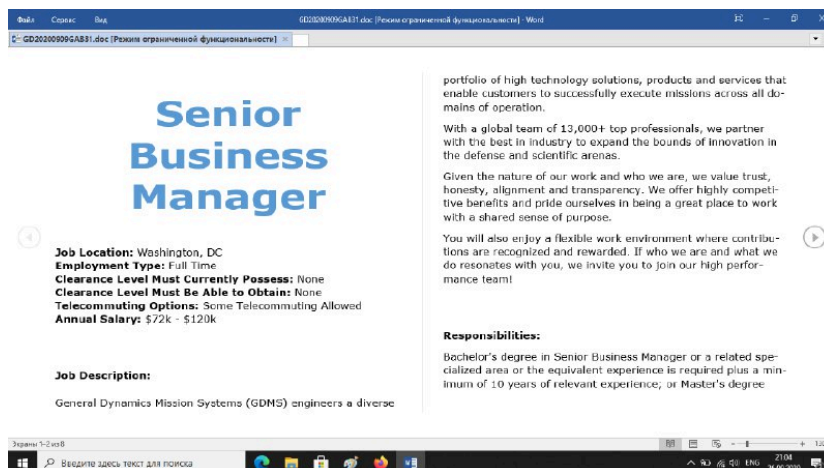 Файл Сервис Вид
GD20200909GAB31.doc [Режим ограниченной функциональности] - Word
GD20200909GAB31.doc [Режим ограниченной функциональности]
Senior
Business
Manager
Job Location: Washington, DC
Employment Type: Full Time
Clearance Level Must Currently Possess: None
Clearance Level Must Be Able to Obtain: None
Telecommuting Options: Some Telecommuting Allowed
Annual Salary: $72k - $120k
Job Description:
General Dynamics Mission Systems (GDMS) engineers a diverse
portfolio of high technology solutions, products and services that
enable customers to successfully execute missions across all do-
mains of operation.
With a global team of 13,000+ top professionals, we partner
with the best in industry to expand the bounds of innovation in
the defense and scientific arenas.
Given the nature of our work and who we are, we value trust,
honesty, alignment and transparency. We offer highly competi-
tive benefits and pride ourselves in being a great place to work
with a shared sense of purpose.
You will also enjoy a flexible work environment where contribu-
tions are recognized and rewarded. If who we are and what we
do resonates with you, we invite you to join our high perfor-
mance team!
Responsibilities:
Bachelor's degree in Senior Business Manager or a related spe-
cialized area or the equivalent experience is required plus a min-
imum of 10 years of relevant experience; or Master's degree
Экраны 1-2 из 8
Введите здесь текст для поиска
ENG
21:04